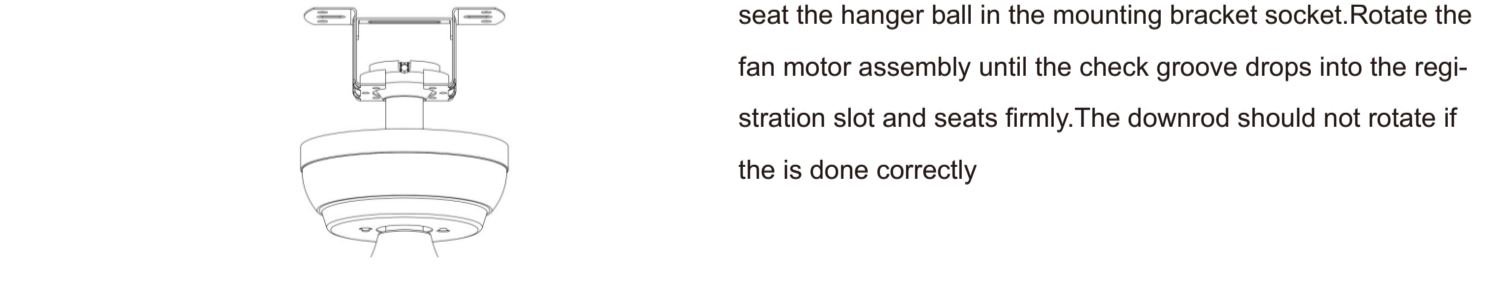 seat the hanger ball in the mounting bracket socket.Rotate the
fan motor assembly until the check groove drops into the regi-
stration slot and seats firmly.The downrod should not rotate if
the is done correctly